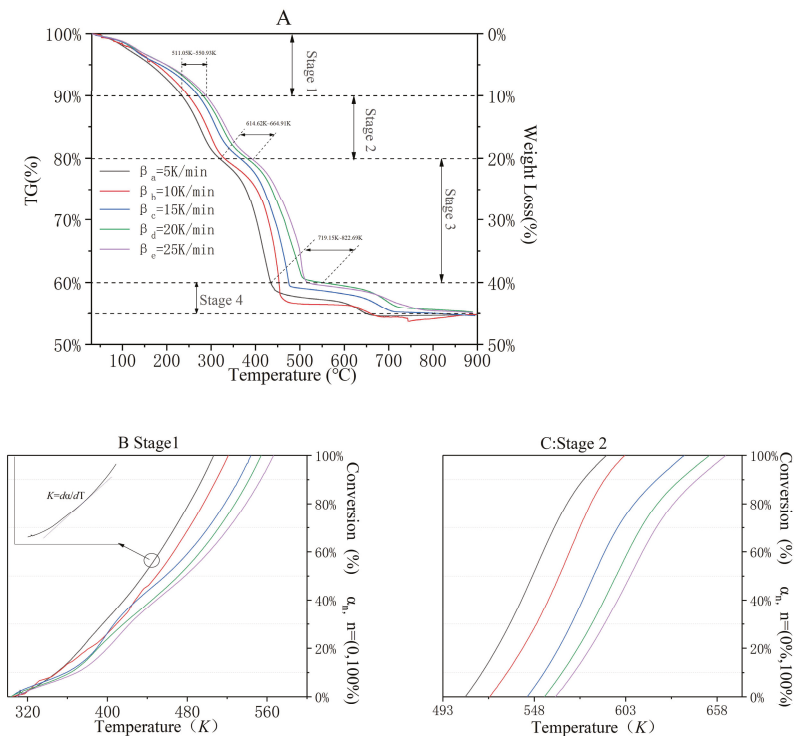 A
100%
90%
80%
70%
60%
50%
TG(%)
0%
10%
20%
30%
40%
50%
Weight Loss(%)
511.05K~550.93K
614.62K~664.91K
719.15K~822.69K
Stage 1
Stage 2
Stage 3
Stage 4
βa=5K/min
βb=10K/min
βc=15K/min
βd=20K/min
βe=25K/min
100 200 300 400 500 600 700 800 900
Temperature (℃)
B Stage1
K=dα/dT
100%
80%
60%
40%
20%
0%
Conversion (%) αn, n=(0,100%)
320 400 480 560
Temperature (K)
C:Stage 2
100%
80%
60%
40%
20%
0%
Conversion (%) αn, n=(0%,100%)
493 548 603 658
Temperature (K)